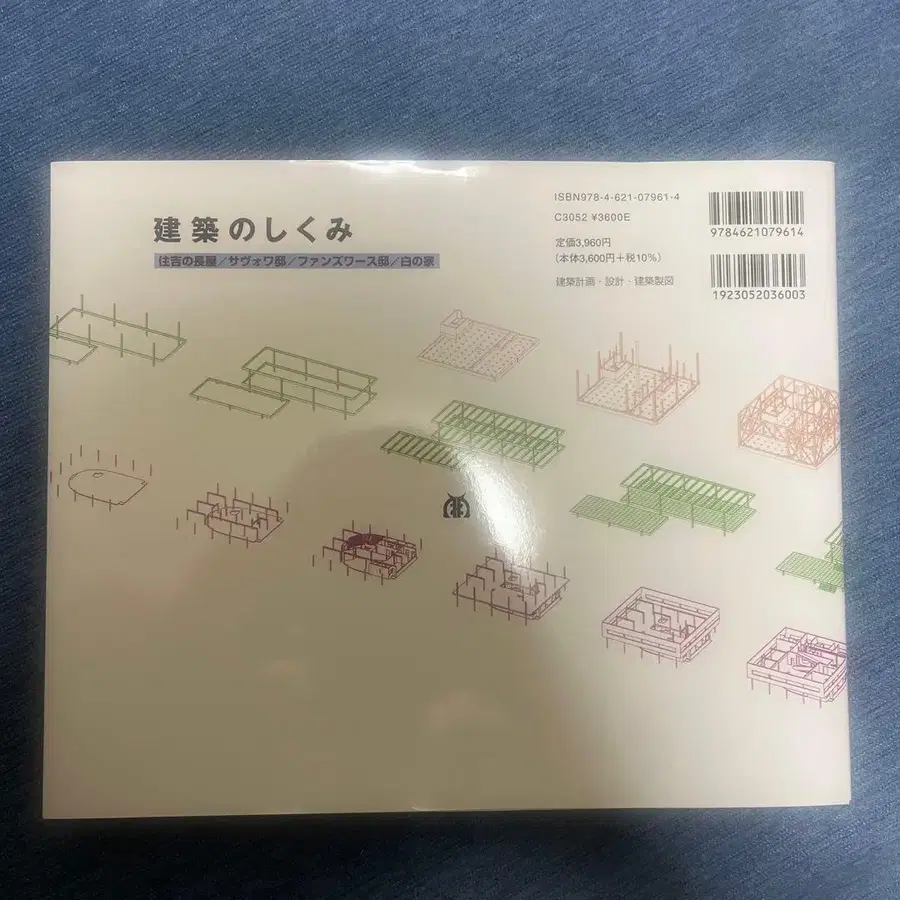 建築のしくみ
住吉の長屋／サヴォワ邸／ファンズワース邸／白の家
ISBN978-4-621-07961-4
C3052 ¥3600E
定価3,960円
（本体3,600円＋税10%）
建築計画・設計・建築製図
9784621079614
1923052036003